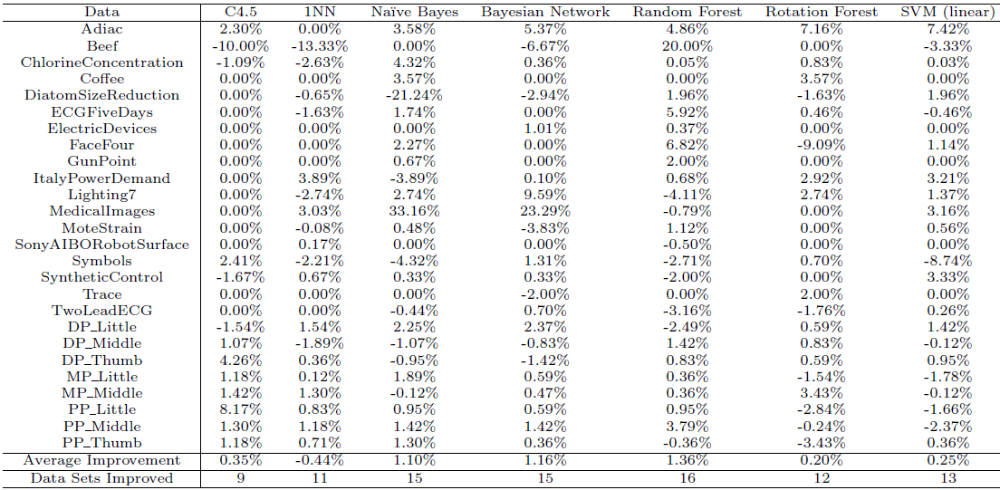 Data C4.5 1NN Naïve Bayes Bayesian Network Random Forest Rotation Forest SVM (linear)
Adiac 2.30% 0.00% 3.58% 5.37% 4.86% 7.16% 7.42%
Beef -10.00% -13.33% 0.00% -6.67% 20.00% 0.00% -3.33%
ChlorineConcentration -1.09% -2.63% 4.32% 0.36% 0.05% 0.83% 0.03%
Coffee 0.00% 0.00% 3.57% 0.00% 0.00% 3.57% 0.00%
DiatomSizeReduction 0.00% -0.65% -21.24% -2.94% 1.96% -1.63% 1.96%
ECGFiveDays 0.00% -1.63% 1.74% 0.00% 5.92% 0.46% -0.46%
ElectricDevices 0.00% 0.00% 0.00% 1.01% 0.37% 0.00% 0.00%
FaceFour 0.00% 0.00% 2.27% 0.00% 6.82% -9.09% 1.14%
GunPoint 0.00% 0.00% 0.67% 0.00% 2.00% 0.00% 0.00%
ItalyPowerDemand 0.00% 3.89% -3.89% 0.10% 0.68% 2.92% 3.21%
Lighting7 0.00% -2.74% 2.74% 9.59% -4.11% 2.74% 1.37%
MedicalImages 0.00% 3.03% 33.16% 23.29% -0.79% 0.00% 3.16%
MoteStrain 0.00% -0.08% 0.48% -3.83% 1.12% 0.00% 0.56%
SonyAIBORobotSurface 0.00% 0.17% 0.00% 0.00% -0.50% 0.00% 0.00%
Symbols 2.41% -2.21% -4.32% 1.31% -2.71% 0.70% -8.74%
SyntheticControl -1.67% 0.67% 0.33% 0.33% -2.00% 0.00% 3.33%
Trace 0.00% 0.00% 0.00% -2.00% 0.00% 2.00% 0.00%
TwoLeadECG 0.00% 0.00% -0.44% 0.70% -3.16% -1.76% 0.26%
DP_Little -1.54% 1.54% 2.25% 2.37% -2.49% 0.59% 1.42%
DP_Middle 1.07% -1.89% -1.07% -0.83% 1.42% 0.83% -0.12%
DP_Thumb 4.26% 0.36% -0.95% -1.42% 0.83% 0.59% 0.95%
MP_Little 1.18% 0.12% 1.89% 0.59% 0.36% -1.54% -1.78%
MP_Middle 1.42% 1.30% -0.12% 0.47% 0.36% 3.43% -0.12%
PP_Little 8.17% 0.83% 0.95% 0.59% 0.95% -2.84% -1.66%
PP_Middle 1.30% 1.18% 1.42% 1.42% 3.79% -0.24% -2.37%
PP_Thumb 1.18% 0.71% 1.30% 0.36% -0.36% -3.43% 0.36%
Average Improvement 0.35% -0.44% 1.10% 1.16% 1.36% 0.20% 0.25%
Data Sets Improved 9 11 15 15 16 12 13